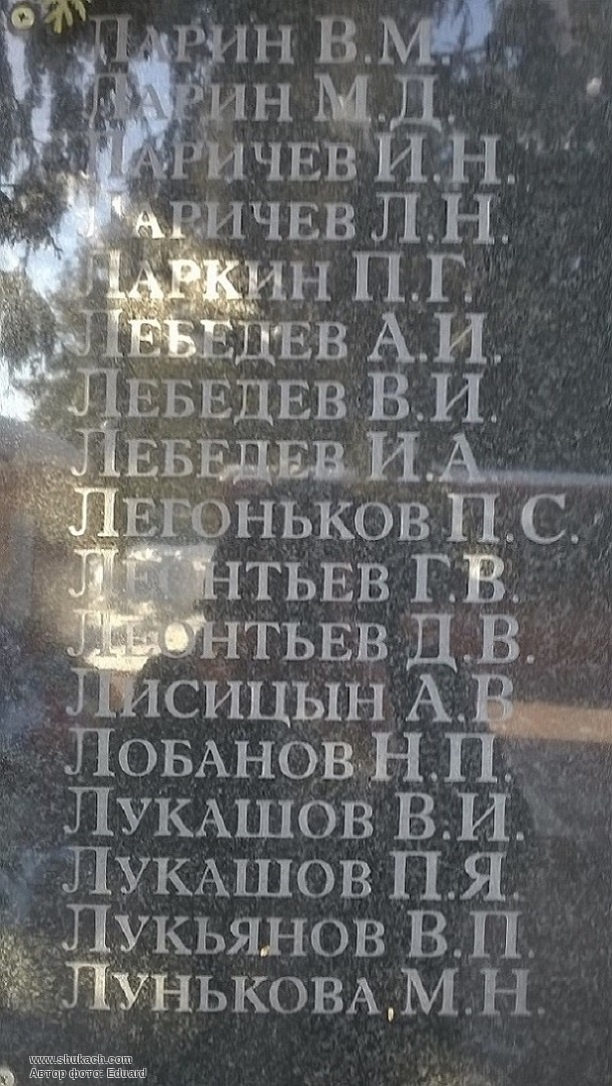 Ларин В.М.
Ларин М.Д.
Ларичев И.Н.
Ларичев Л.Н.
Ларкин П.Г.
Лебедев А.И.
Лебедев В.И.
Лебедев И.А
Легоньков П.С.
Леонтьев Г.В.
Леонтьев Д.В.
Лисицын А.В
Лобанов Н.П.
Лукашов В.И.
Лукашов П.Я.
Лукьянов В.П.
Лунькова М.Н.
www.shukach.com
Автор фото: Eduard